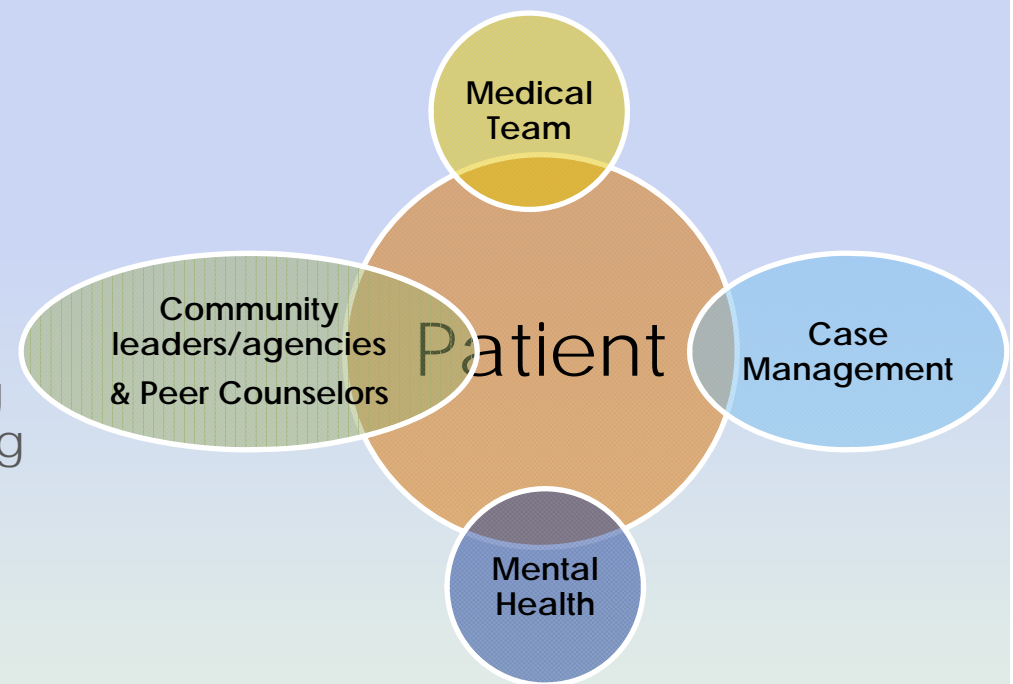 Medical
Team
Community
leaders/agencies
& Peer Counselors
Patient
Case
Management
Mental
Health